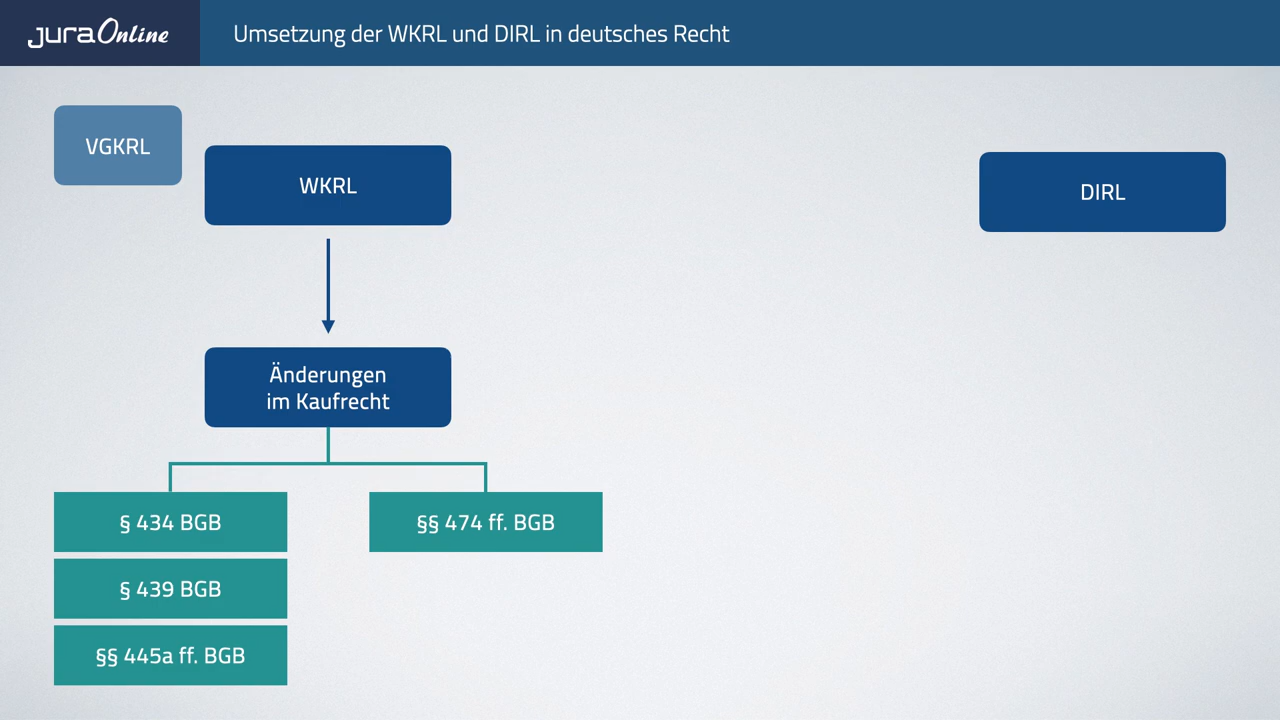 juraOnline
Umsetzung der WKRL und DIRL in deutsches Recht
VGKRL
WKRL
DIRL
Änderungen
im Kaufrecht
§ 434 BGB
§§ 474 ff. BGB
§ 439 BGB
§§ 445a ff. BGB